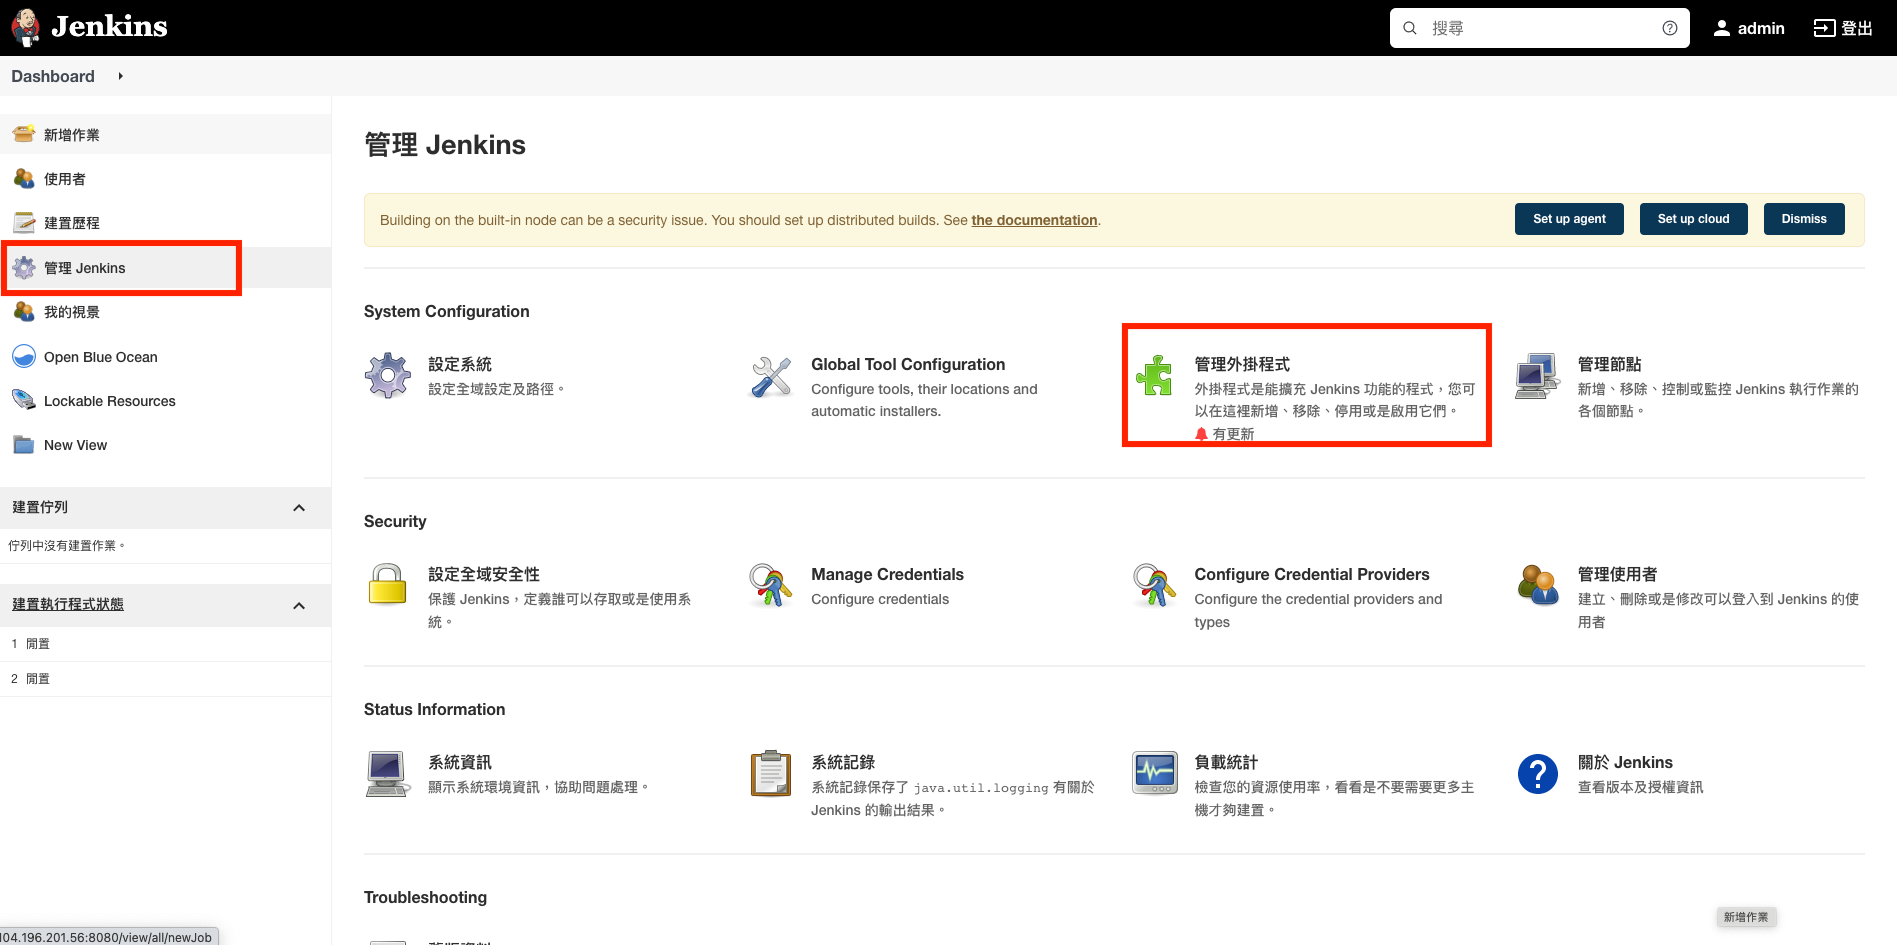 Jenkins
搜尋
admin
登出
Dashboard
新增作業
使用者
建置歷程
管理 Jenkins
我的視景
Open Blue Ocean
Lockable Resources
New View
建置佇列
佇列中沒有建置作業。
建置執行程式狀態
1 閒置
2 閒置
管理 Jenkins
Building on the built-in node can be a security issue. You should set up distributed builds. See the documentation.
Set up agent
Set up cloud
Dismiss
System Configuration
設定系統
設定全域設定及路徑。
Global Tool Configuration
Configure tools, their locations and
automatic installers.
管理外掛程式
外掛程式是能擴充 Jenkins 功能的程式，您可
以在這裡新增、移除、停用或是啟用它們。
有更新
管理節點
新增、移除、控制或監控 Jenkins 執行作業的
各個節點。
Security
設定全域安全性
保護 Jenkins，定義誰可以存取或是使用系
統。
Manage Credentials
Configure credentials
Configure Credential Providers
Configure the credential providers and
types
管理使用者
建立、刪除或是修改可以登入到 Jenkins 的使
用者
Status Information
系統資訊
顯示系統環境資訊，協助問題處理。
系統記錄
系統記錄保存了 java.util.logging 有關於
Jenkins 的輸出結果。
負載統計
檢查您的資源使用率，看看是不要需要更多主
機才夠建置。
關於 Jenkins
查看版本及授權資訊
Troubleshooting
新增作業
104.196.201.56:8080/view/all/newJob